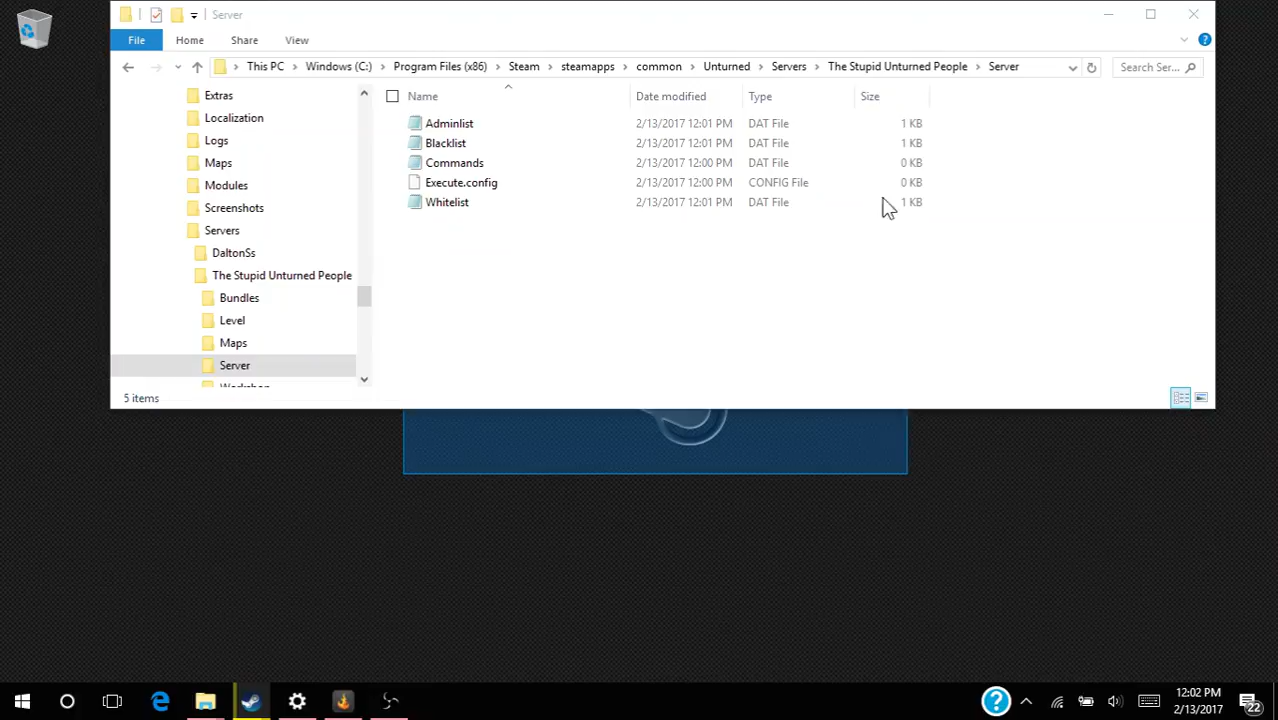 Server
File Home Share View
This PC Windows (C:) Program Files (x86) Steam steamapps common Unturned Servers The Stupid Unturned People Server Search Ser...
Name Date modified Type Size
Extras
Localization
Logs
Maps
Modules
Screenshots
Servers
DaltonSs
The Stupid Unturned People
Bundles
Level
Maps
Server
Workshop
Adminlist 2/13/2017 12:01 PM DAT File 1 KB
Blacklist 2/13/2017 12:01 PM DAT File 1 KB
Commands 2/13/2017 12:00 PM DAT File 0 KB
Execute.config 2/13/2017 12:00 PM CONFIG File 0 KB
Whitelist 2/13/2017 12:01 PM DAT File 1 KB
5 items
12:02 PM
2/13/2017
22